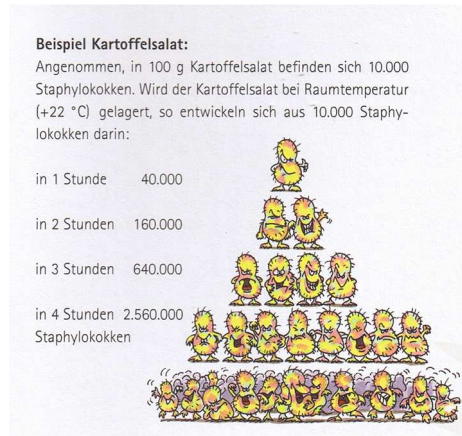 Beispiel Kartoffelsalat:
Angenommen, in 100 g Kartoffelsalat befinden sich 10.000
Staphylokokken. Wird der Kartoffelsalat bei Raumtemperatur
(+22 °C) gelagert, so entwickeln sich aus 10.000 Staphy-
lokokken darin:
in 1 Stunde 40.000
in 2 Stunden 160.000
in 3 Stunden 640.000
in 4 Stunden 2.560.000
Staphylokokken